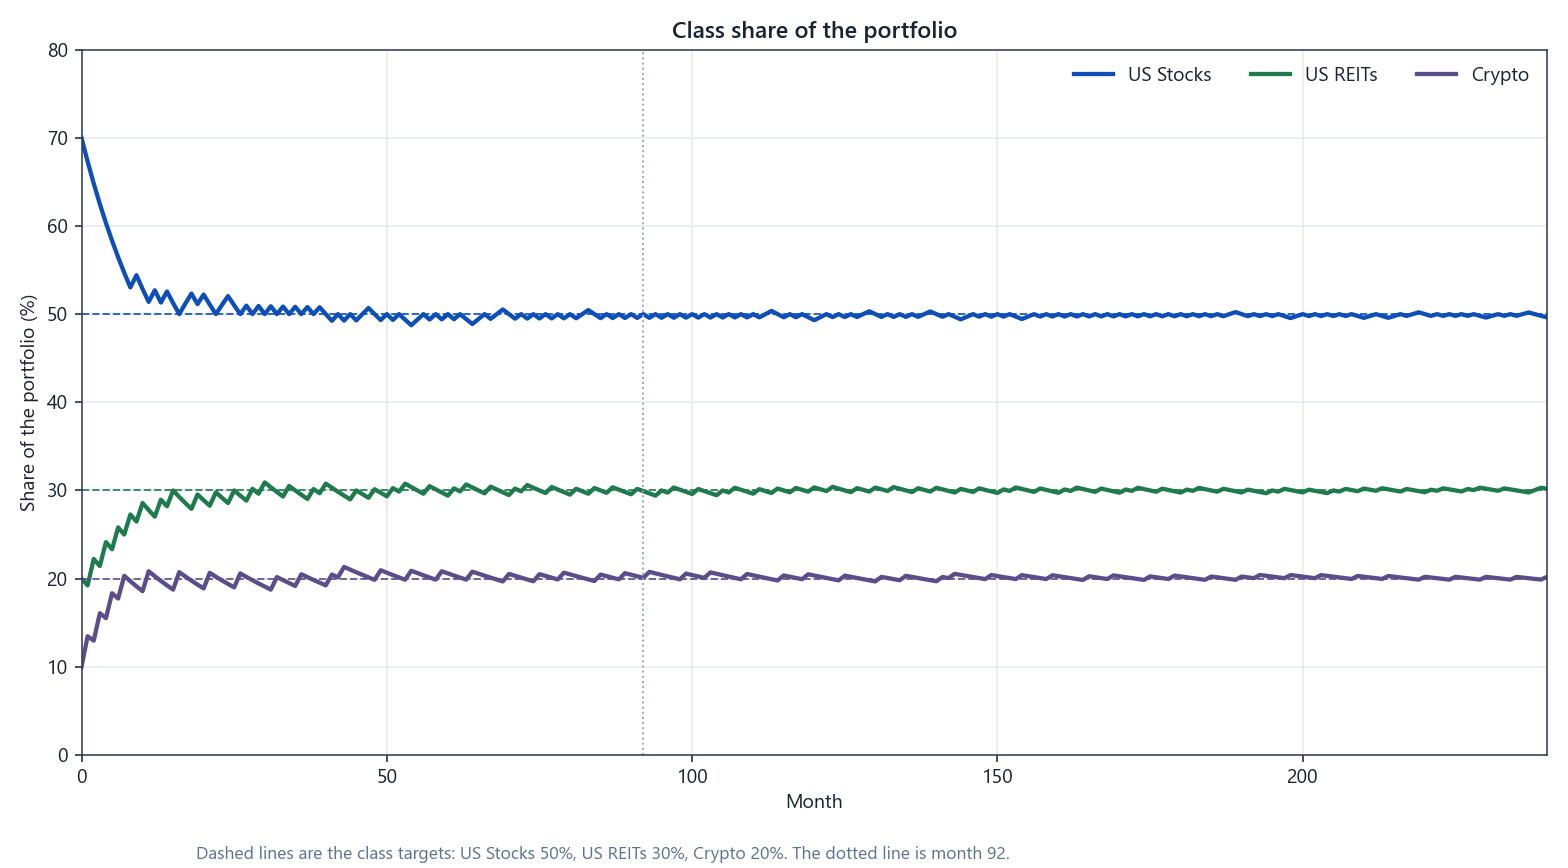 Class share of the portfolio
US Stocks US REITs Crypto
80
70
60
50
40
30
20
10
0
Share of the portfolio (%)
0 50 100 150 200
Month
Dashed lines are the class targets: US Stocks 50%, US REITs 30%, Crypto 20%. The dotted line is month 92.